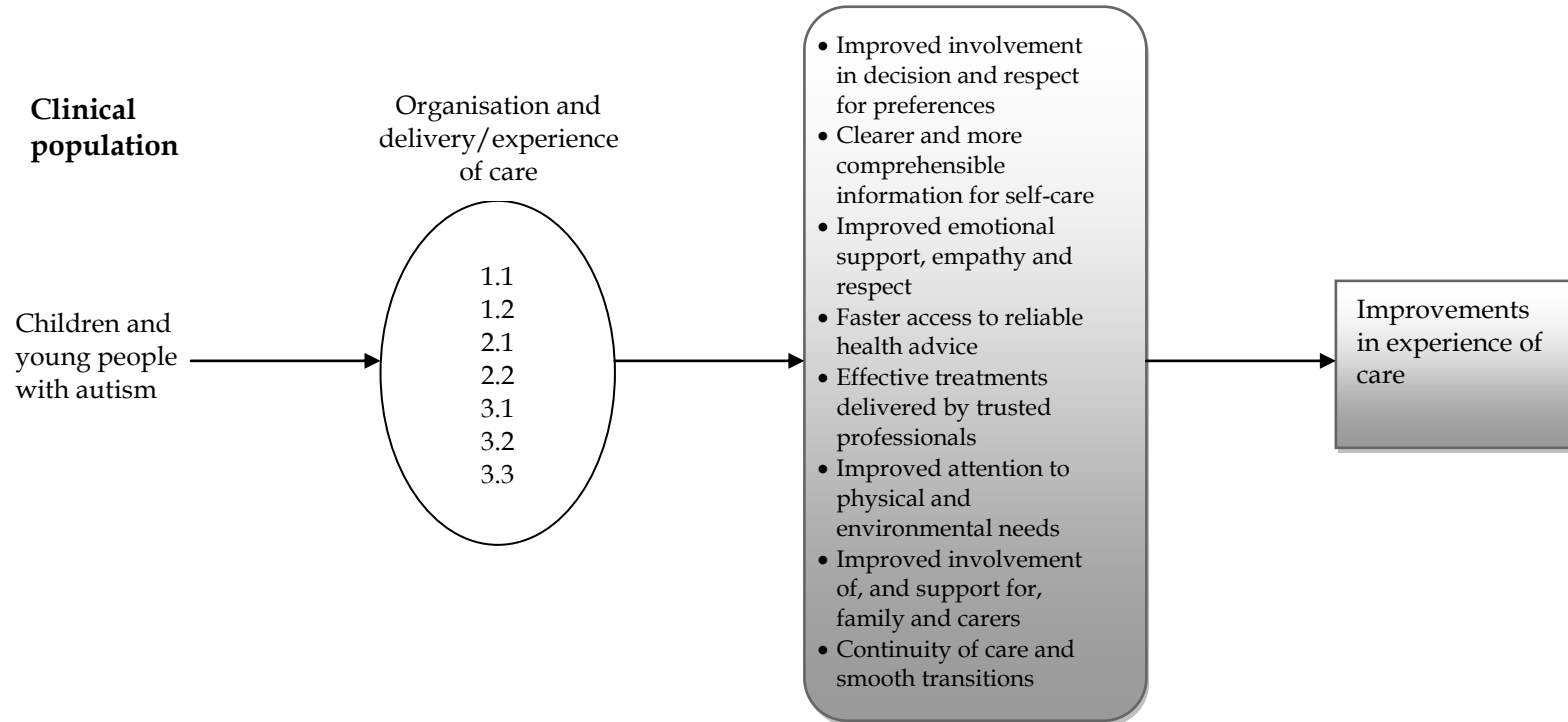 Clinical
population
Children and
young people
with autism
Organisation and
delivery/experience
of care
1.1
1.2
2.1
2.2
3.1
3.2
3.3
• Improved involvement
in decision and respect
for preferences
• Clearer and more
comprehensible
information for self-care
• Improved emotional
support, empathy and
respect
• Faster access to reliable
health advice
• Effective treatments
delivered by trusted
professionals
• Improved attention to
physical and
environmental needs
• Improved involvement
of, and support for,
family and carers
• Continuity of care and
smooth transitions
Improvements
in experience of
care